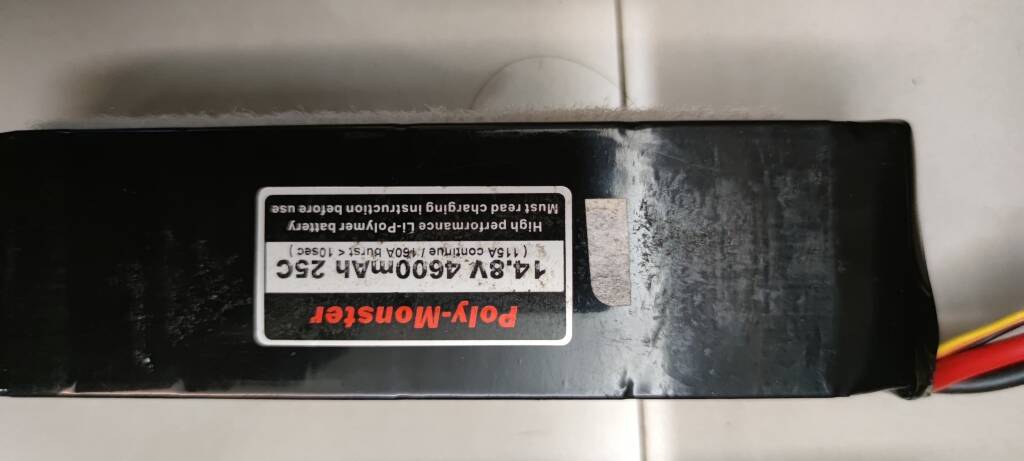 Poly-Monster
14.8V 4600mAh 25C
( 115A continue / 160A burst < 10sec )
High performance Li-Polymer battery
Must read charging instruction before use